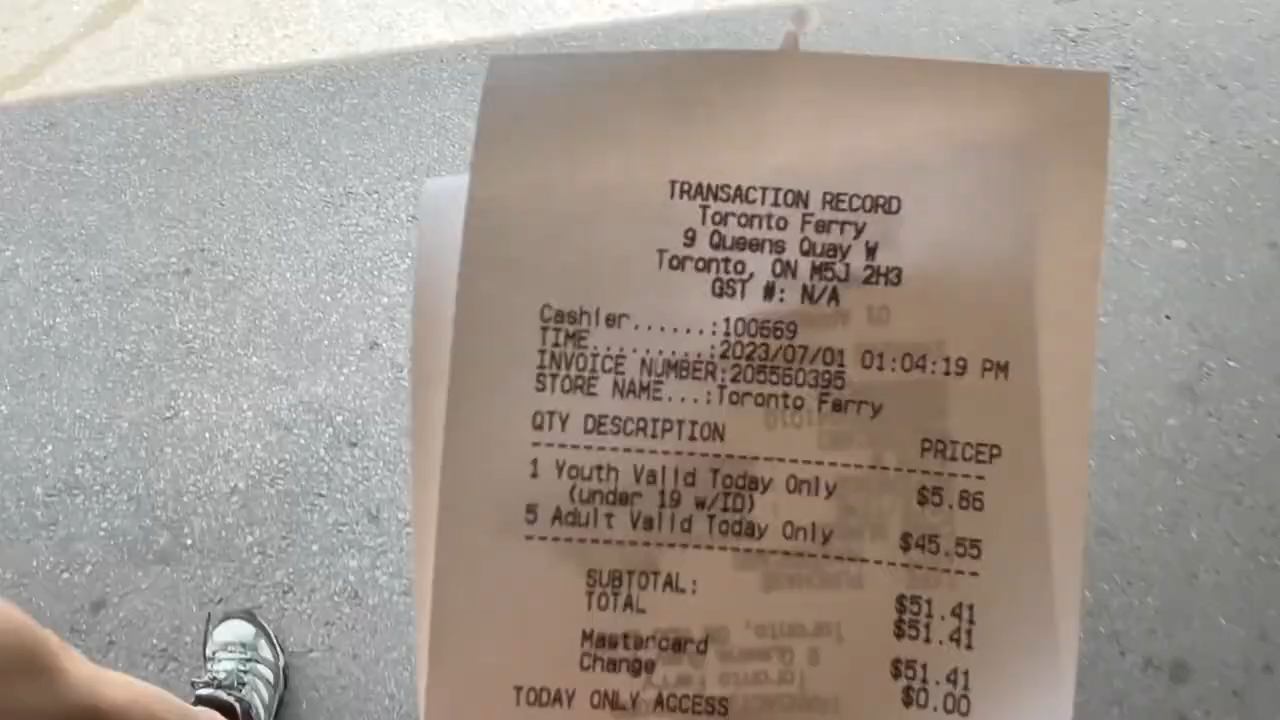 TRANSACTION RECORD
Toronto Ferry
9 Queens Quay W
Toronto, ON M5J 2H3
GST #: N/A
Cashier......:100669
TIME.........:2023/07/01 01:04:19 PM
INVOICE NUMBER:205560395
STORE NAME...:Toronto Ferry
QTY DESCRIPTION PRICEP
1 Youth Valid Today Only $5.86
(under 19 w/ID)
5 Adult Valid Today Only $45.55
SUBTOTAL: $51.41
TOTAL $51.41
Mastercard $51.41
Change $0.00
TODAY ONLY ACCESS